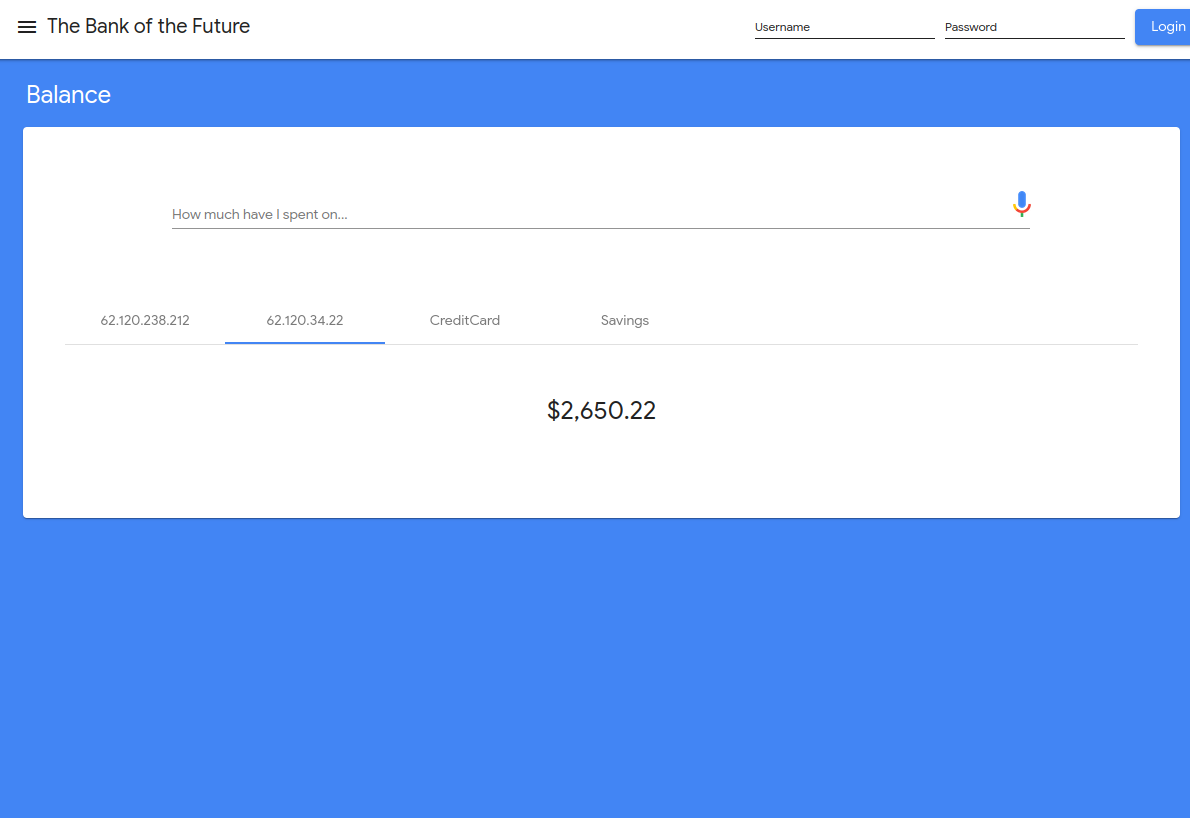 The Bank of the Future
Username
Password
Login
Balance
How much have I spent on...
62.120.238.212
62.120.34.22
CreditCard
Savings
$2,650.22